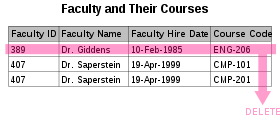 Faculty and Their Courses
Faculty ID Faculty Name Faculty Hire Date Course Code
389 Dr. Giddens 10-Feb-1985 ENG-206
407 Dr. Saperstein 19-Apr-1999 CMP-101
407 Dr. Saperstein 19-Apr-1999 CMP-201
DELETE